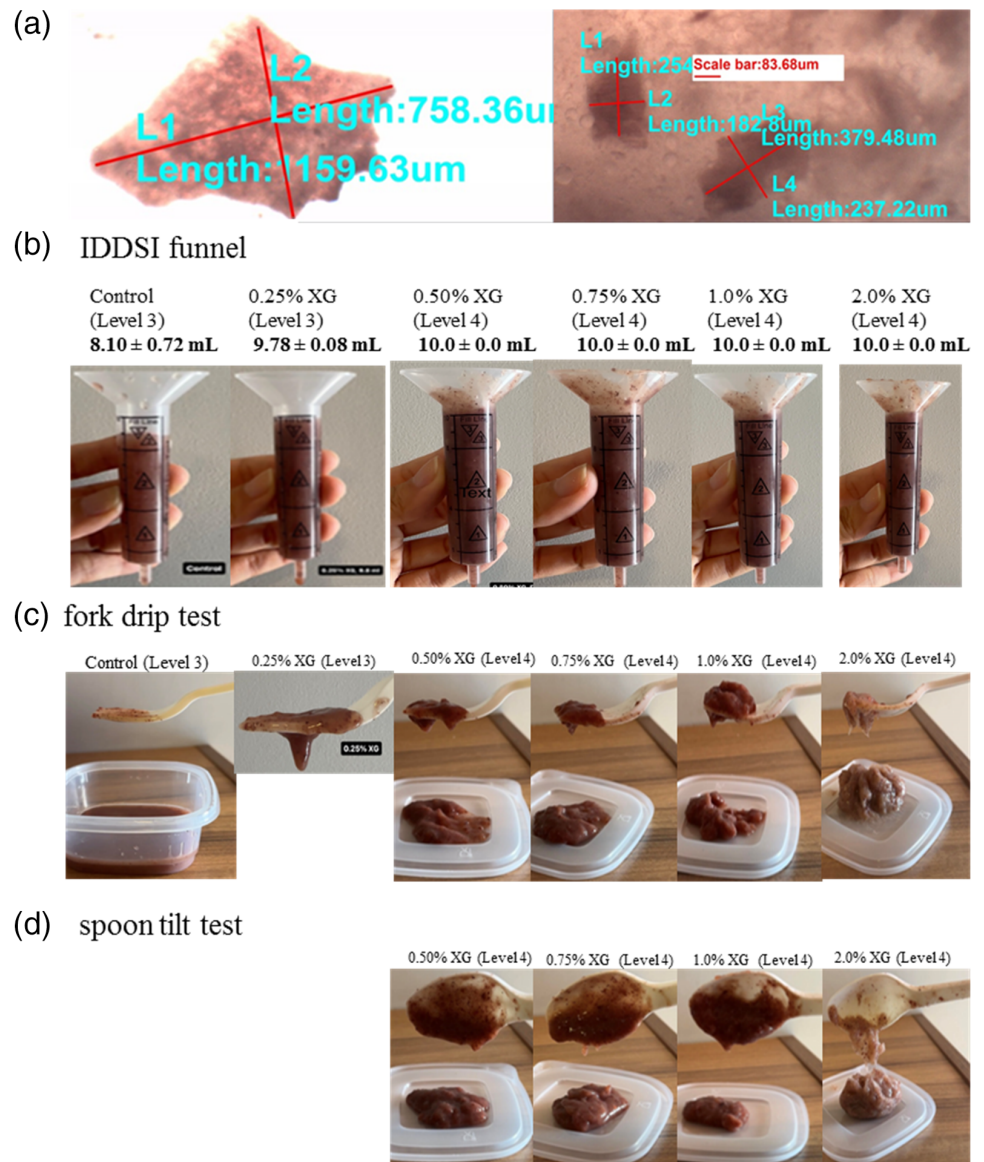 (a)
L1
L2
Length:758.36u
Length:1159.63um
L1
Length:254
Scale bar:83.68um
L2
Length:182.8um
L3
Length:379.48um
L4
Length:237.22um
(b) IDDSI funnel
Control
(Level 3)
8.10 ± 0.72 mL
0.25% XG
(Level 3)
9.78 ± 0.08 mL
0.50% XG
(Level 4)
10.0 ± 0.0 mL
0.75% XG
(Level 4)
10.0 ± 0.0 mL
1.0% XG
(Level 4)
10.0 ± 0.0 mL
2.0% XG
(Level 4)
10.0 ± 0.0 mL
Text
Control
(c) fork drip test
Control (Level 3)
0.25% XG (Level 3)
0.50% XG (Level 4)
0.75% XG (Level 4)
1.0% XG (Level 4)
2.0% XG (Level 4)
0.25% XG
(d) spoon tilt test
0.50% XG (Level 4)
0.75% XG (Level 4)
1.0% XG (Level 4)
2.0% XG (Level 4)